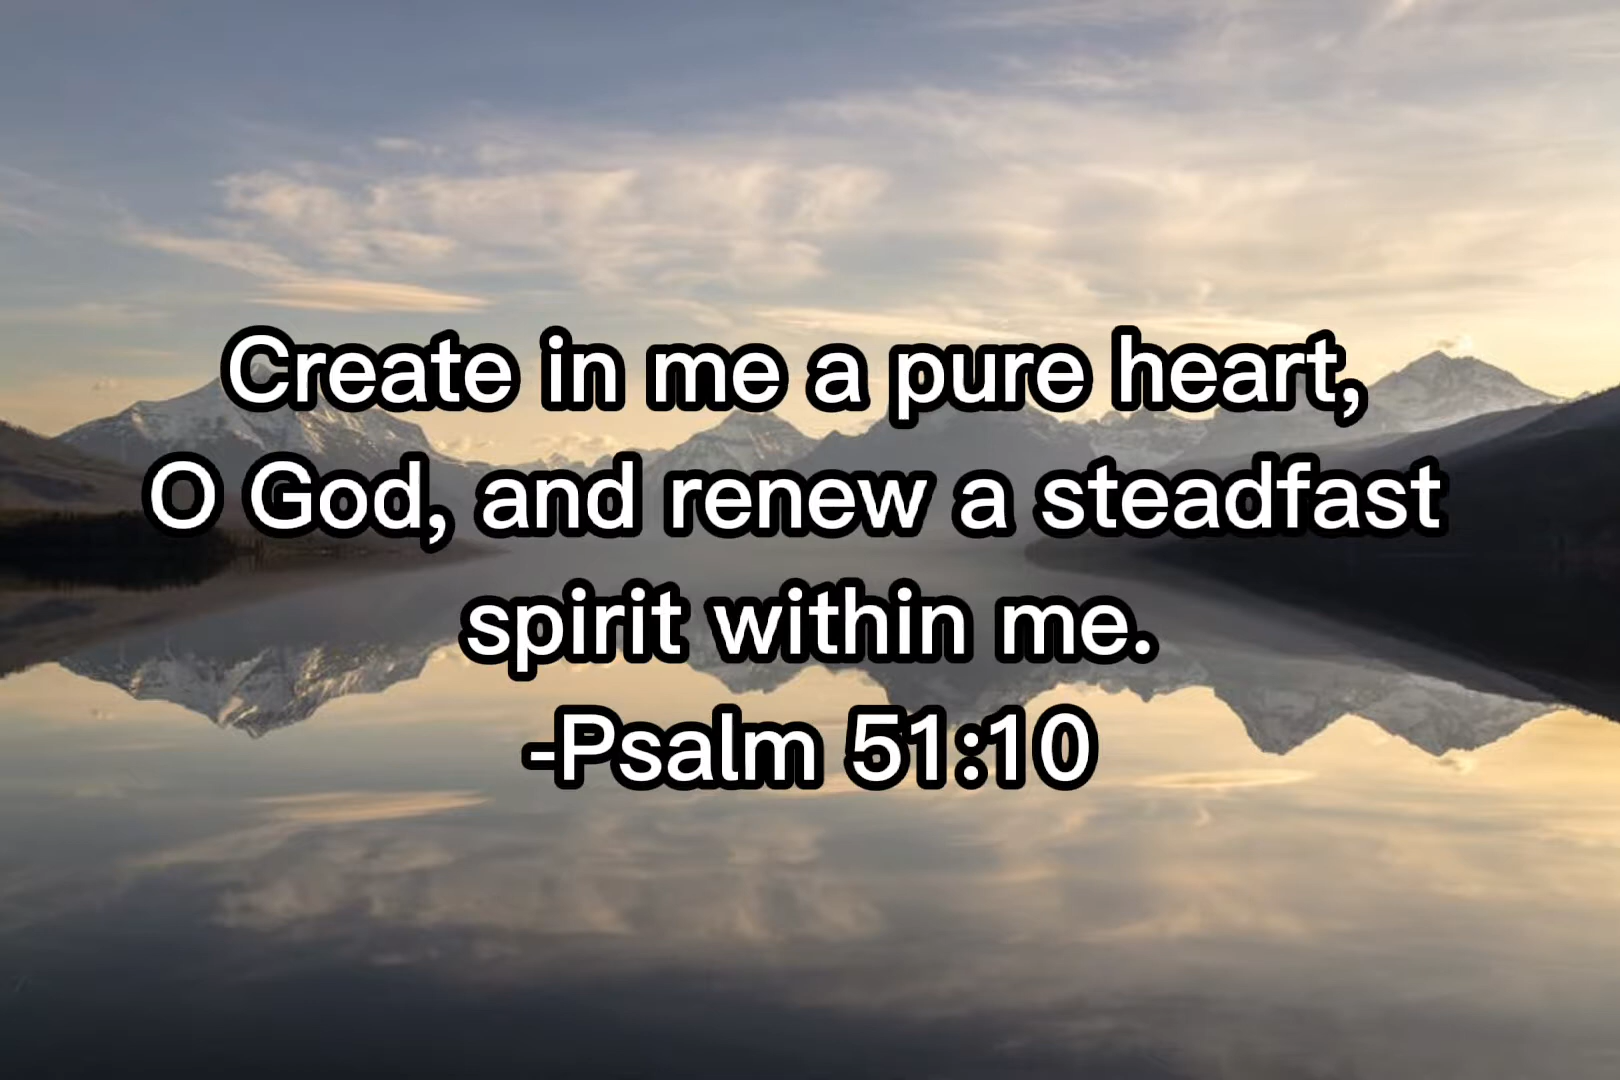 Create in me a pure heart,
O God, and renew a steadfast
spirit within me.
-Psalm 51:10